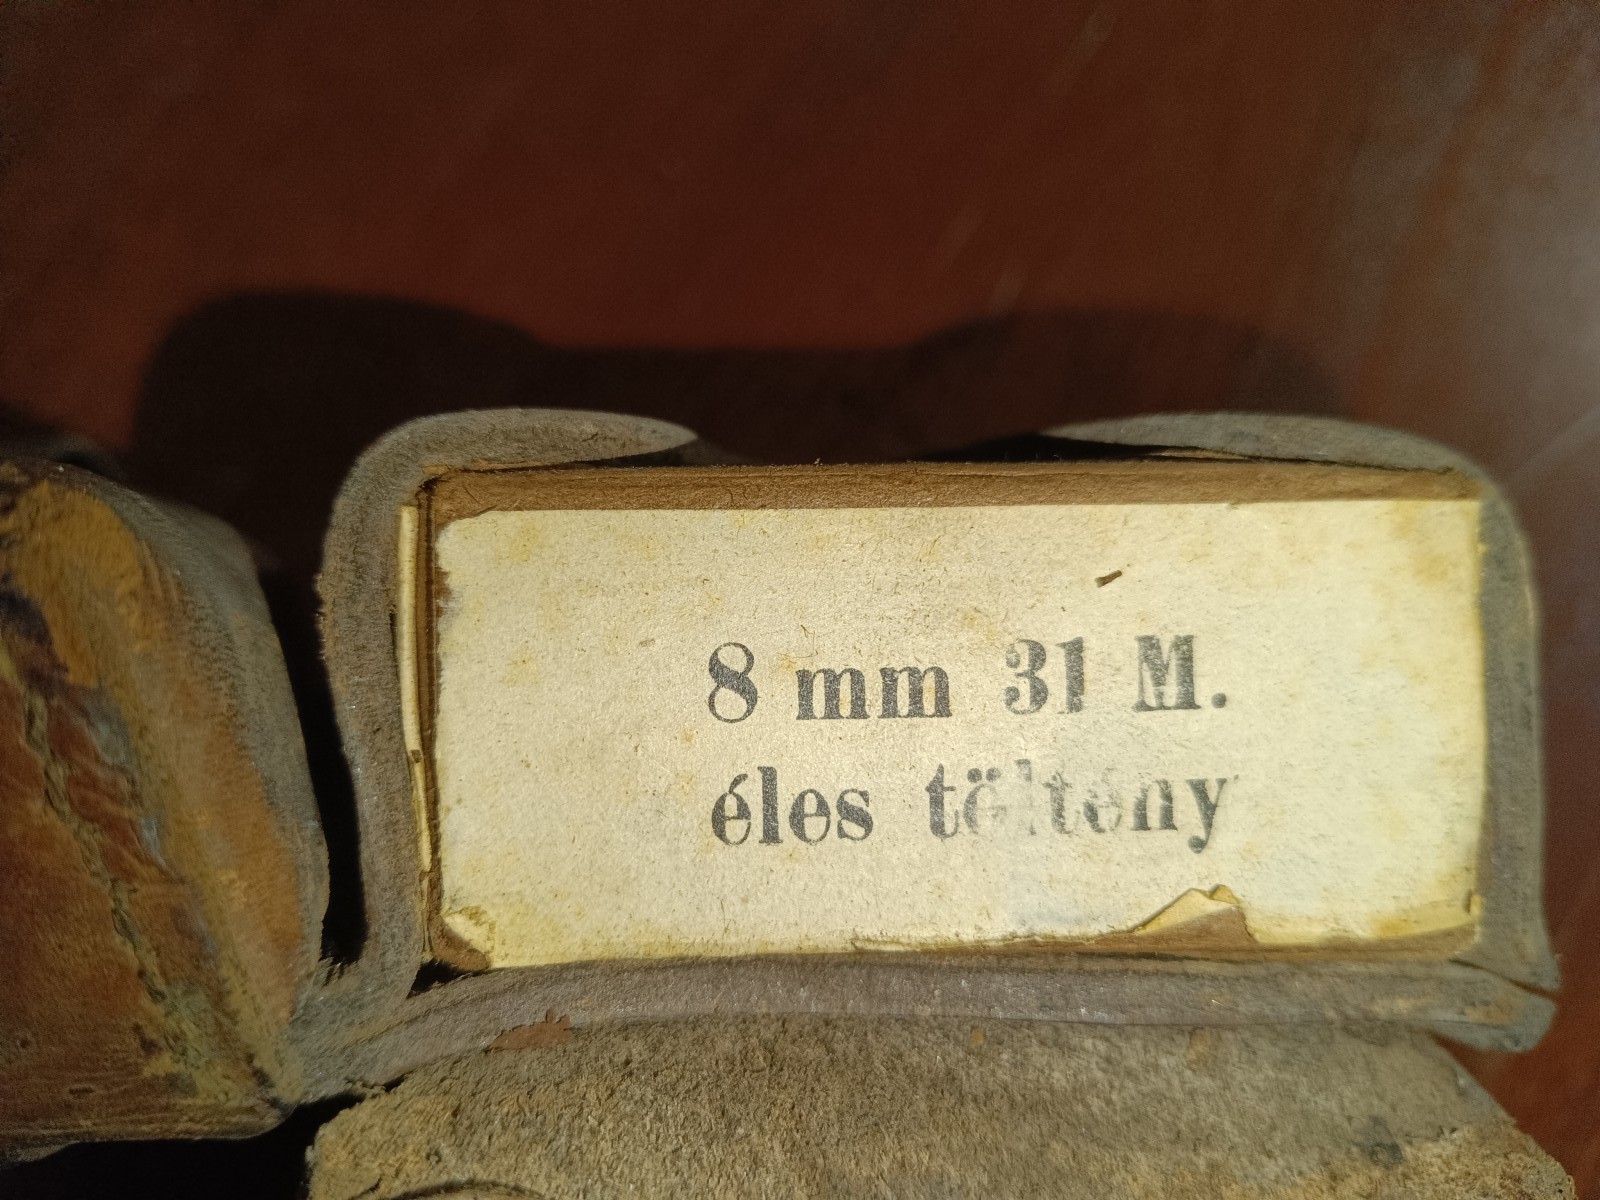 8 mm 31 M.
éles töltény